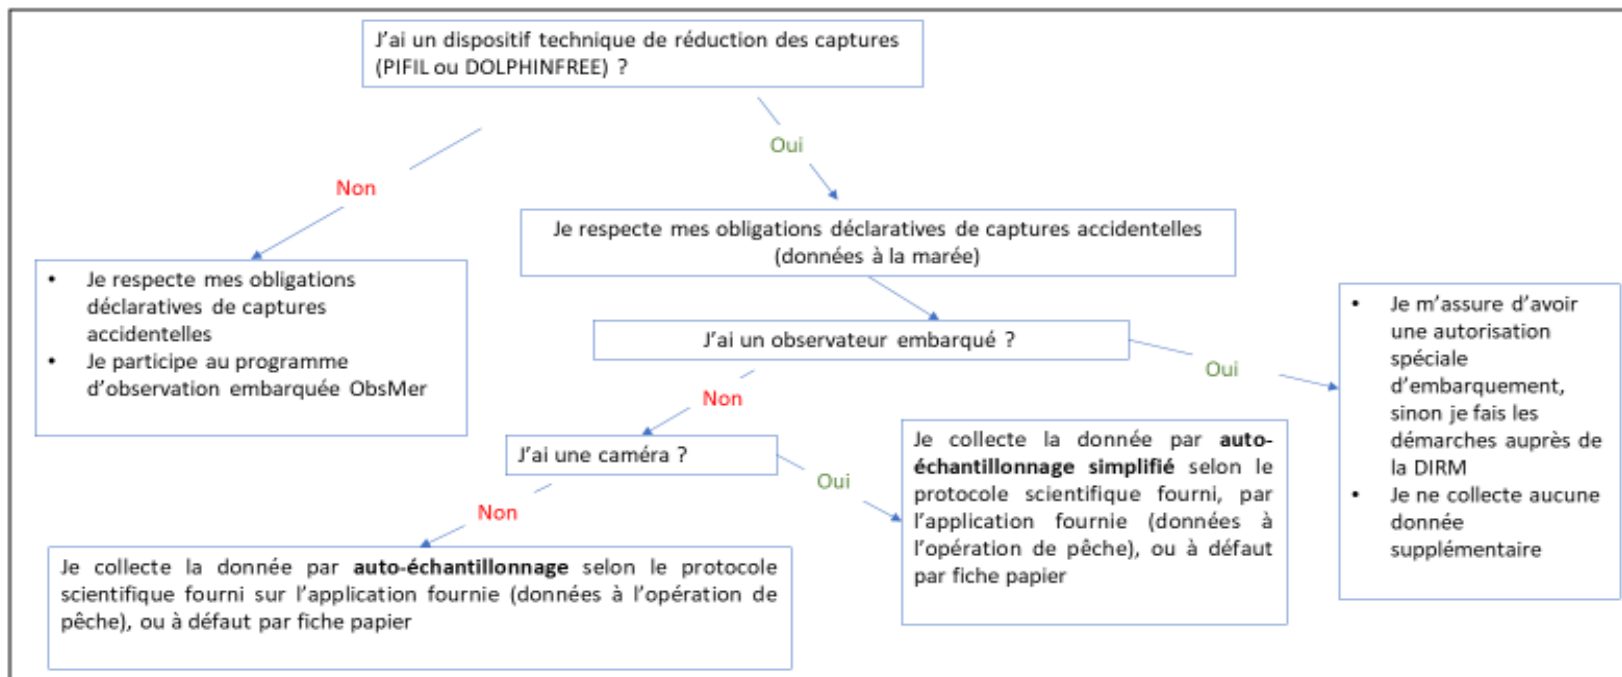 J'ai un dispositif technique de réduction des captures
(PIFIL ou DOLPHINFREE) ?
Oui
Non
Je respecte mes obligations déclaratives de captures accidentelles
(données à la marée)
• Je respecte mes obligations
déclaratives de captures
accidentelles
• Je participe au programme
d'observation embarquée ObsMer
J'ai un observateur embarqué ?
Oui
Non
• Je m'assure d'avoir
une autorisation
spéciale
d'embarquement,
sinon je fais les
démarches auprès de
la DIRM
• Je ne collecte aucune
donnée
supplémentaire
J'ai une caméra ?
Oui
Non
Je collecte la donnée par auto-
échantillonnage simplifié selon le
protocole scientifique fourni, par
l'application fournie (données à
l'opération de pêche), ou à défaut
par fiche papier
Je collecte la donnée par auto-échantillonnage selon le protocole
scientifique fourni sur l'application fournie (données à l'opération de
pêche), ou à défaut par fiche papier